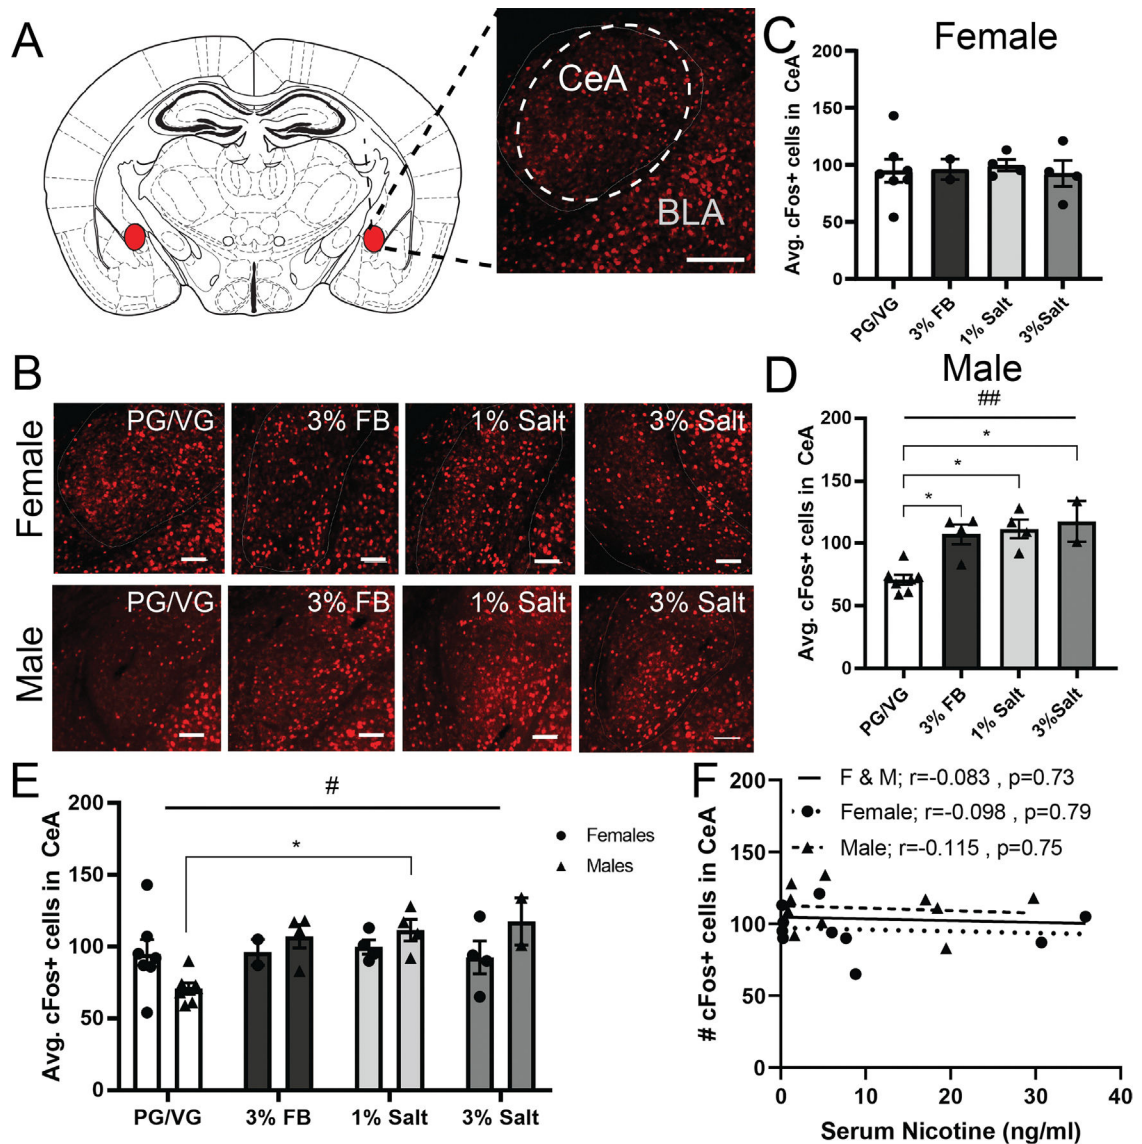 A
CeA
BLA
B
Female
PG/VG
3% FB
1% Salt
3% Salt
Male
PG/VG
3% FB
1% Salt
3% Salt
C
Female
Avg. cFos+ cells in CeA
200
150
100
50
0
PG/VG
3% FB
1% Salt
3%Salt
D
Male
##
*
*
*
Avg. cFos+ cells in CeA
200
150
100
50
0
PG/VG
3% FB
1% Salt
3%Salt
E
#
*
Avg. cFos+ cells in CeA
200
150
100
50
0
PG/VG
3% FB
1% Salt
3% Salt
Females
Males
F
F & M; r=-0.083 , p=0.73
Female; r=-0.098 , p=0.79
Male; r=-0.115 , p=0.75
# cFos+ cells in CeA
200
150
100
50
0
0
10
20
30
40
Serum Nicotine (ng/ml)